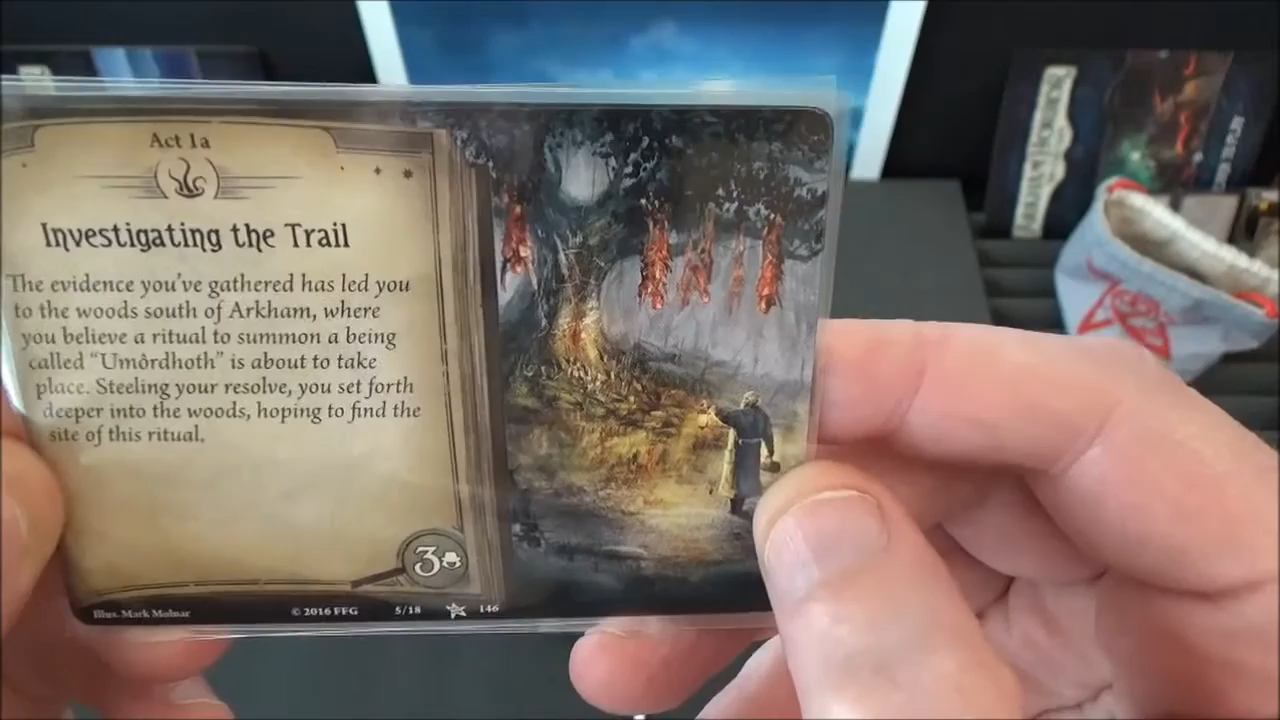 Act 1a
Investigating the Trail
The evidence you've gathered has led you
to the woods south of Arkham, where
you believe a ritual to summon a being
called “Umôrdhoth” is about to take
place. Steeling your resolve, you set forth
deeper into the woods, hoping to find the
site of this ritual.
3
Illus. Mark Molnar
© 2016 FFG
5/18
146